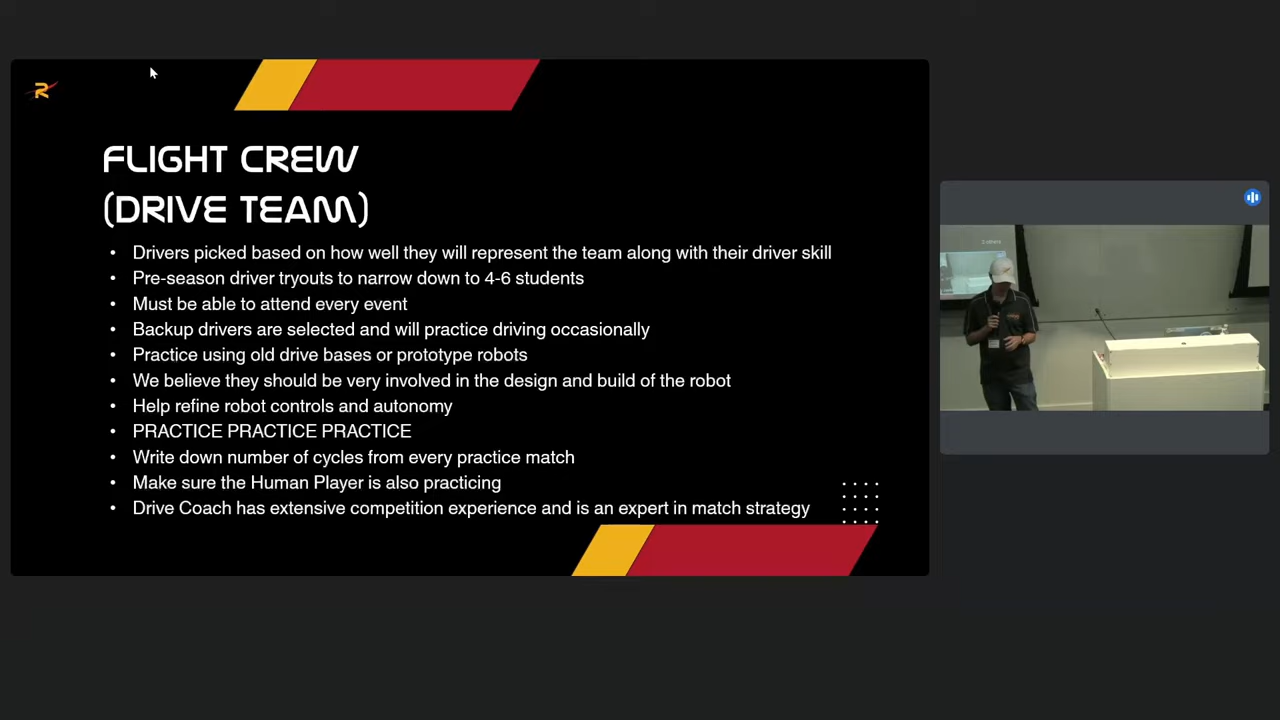 R
FLIGHT CREW
(DRIVE TEAM)
• Drivers picked based on how well they will represent the team along with their driver skill
• Pre-season driver tryouts to narrow down to 4-6 students
• Must be able to attend every event
• Backup drivers are selected and will practice driving occasionally
• Practice using old drive bases or prototype robots
• We believe they should be very involved in the design and build of the robot
• Help refine robot controls and autonomy
• PRACTICE PRACTICE PRACTICE
• Write down number of cycles from every practice match
• Make sure the Human Player is also practicing
• Drive Coach has extensive competition experience and is an expert in match strategy